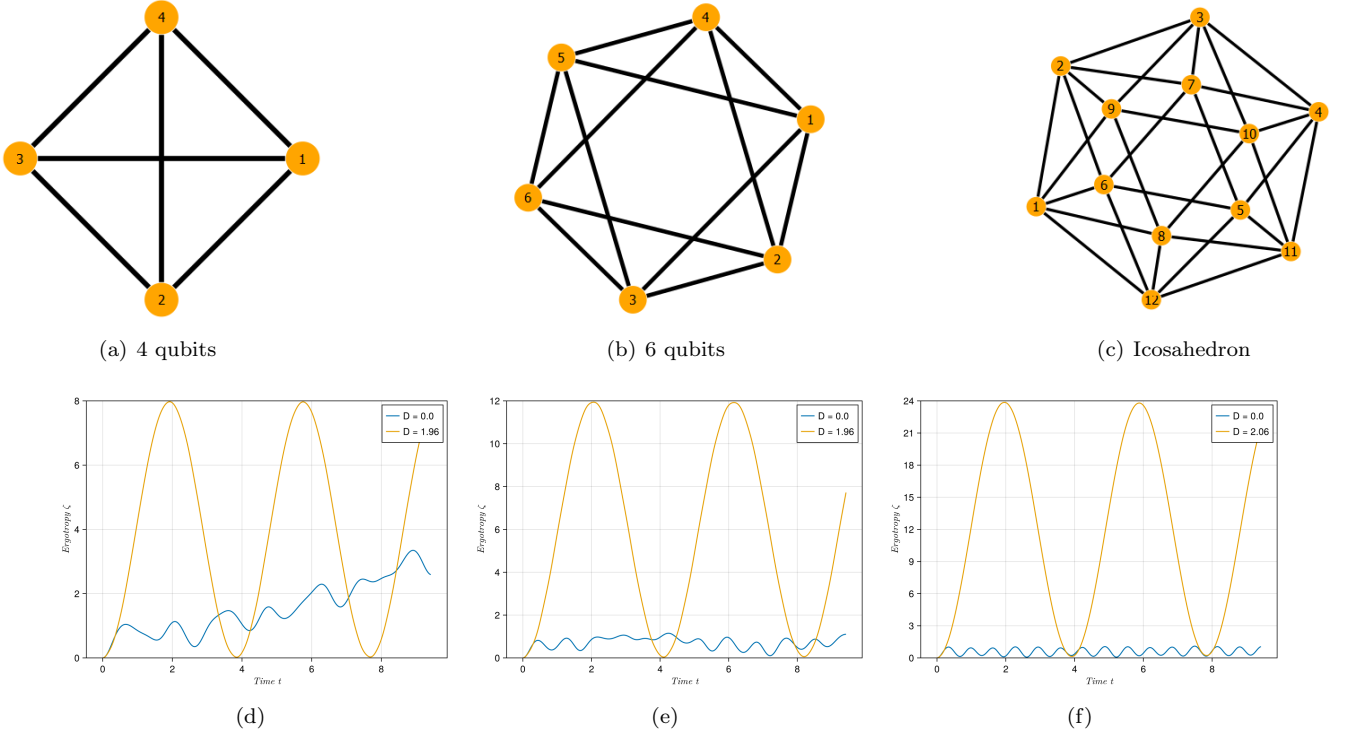 4
3
1
2
4
5
1
6
2
3
3
2
7
4
9
10
6
1
5
8
11
12
(a) 4 qubits
(b) 6 qubits
(c) Icosahedron
8
6
4
2
0
0 2 4 6 8
Ergotropy ζ
Time t
D = 0.0
D = 1.96
12
10
8
6
4
2
0
0 2 4 6 8
Ergotropy ζ
Time t
D = 0.0
D = 1.96
24
21
18
15
12
9
6
3
0
0 2 4 6 8
Ergotropy ζ
Time t
D = 0.0
D = 2.06
(d)
(e)
(f)